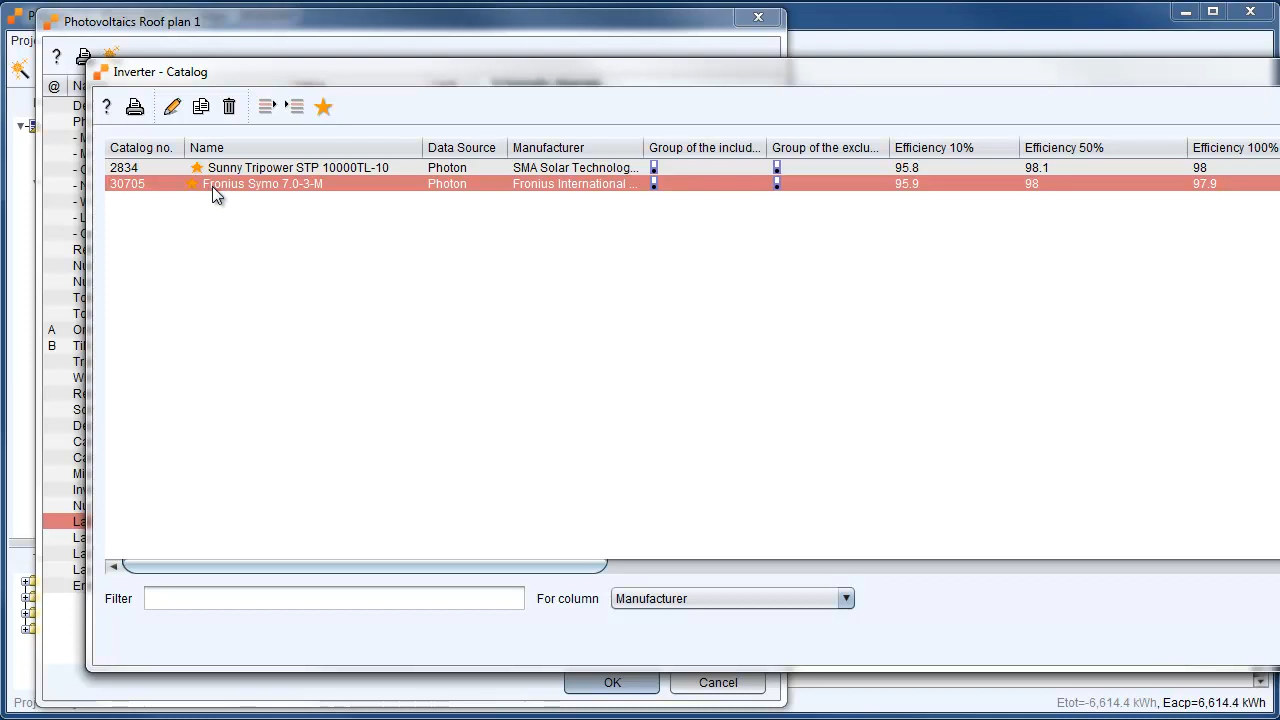 Photovoltaics Roof plan 1
Proj
Inverter - Catalog
@
Catalog no. Name Data Source Manufacturer Group of the includ... Group of the exclu... Efficiency 10% Efficiency 50% Efficiency 100%
2834 Sunny Tripower STP 10000TL-10 Photon SMA Solar Technolog... 95.8 98.1 98
30705 Fronius Symo 7.0-3-M Photon Fronius International ... 95.9 98 97.9
A
B
Filter For column Manufacturer
OK Cancel
Etot=-6,614.4 kWh, Eacp=6,614.4 kWh